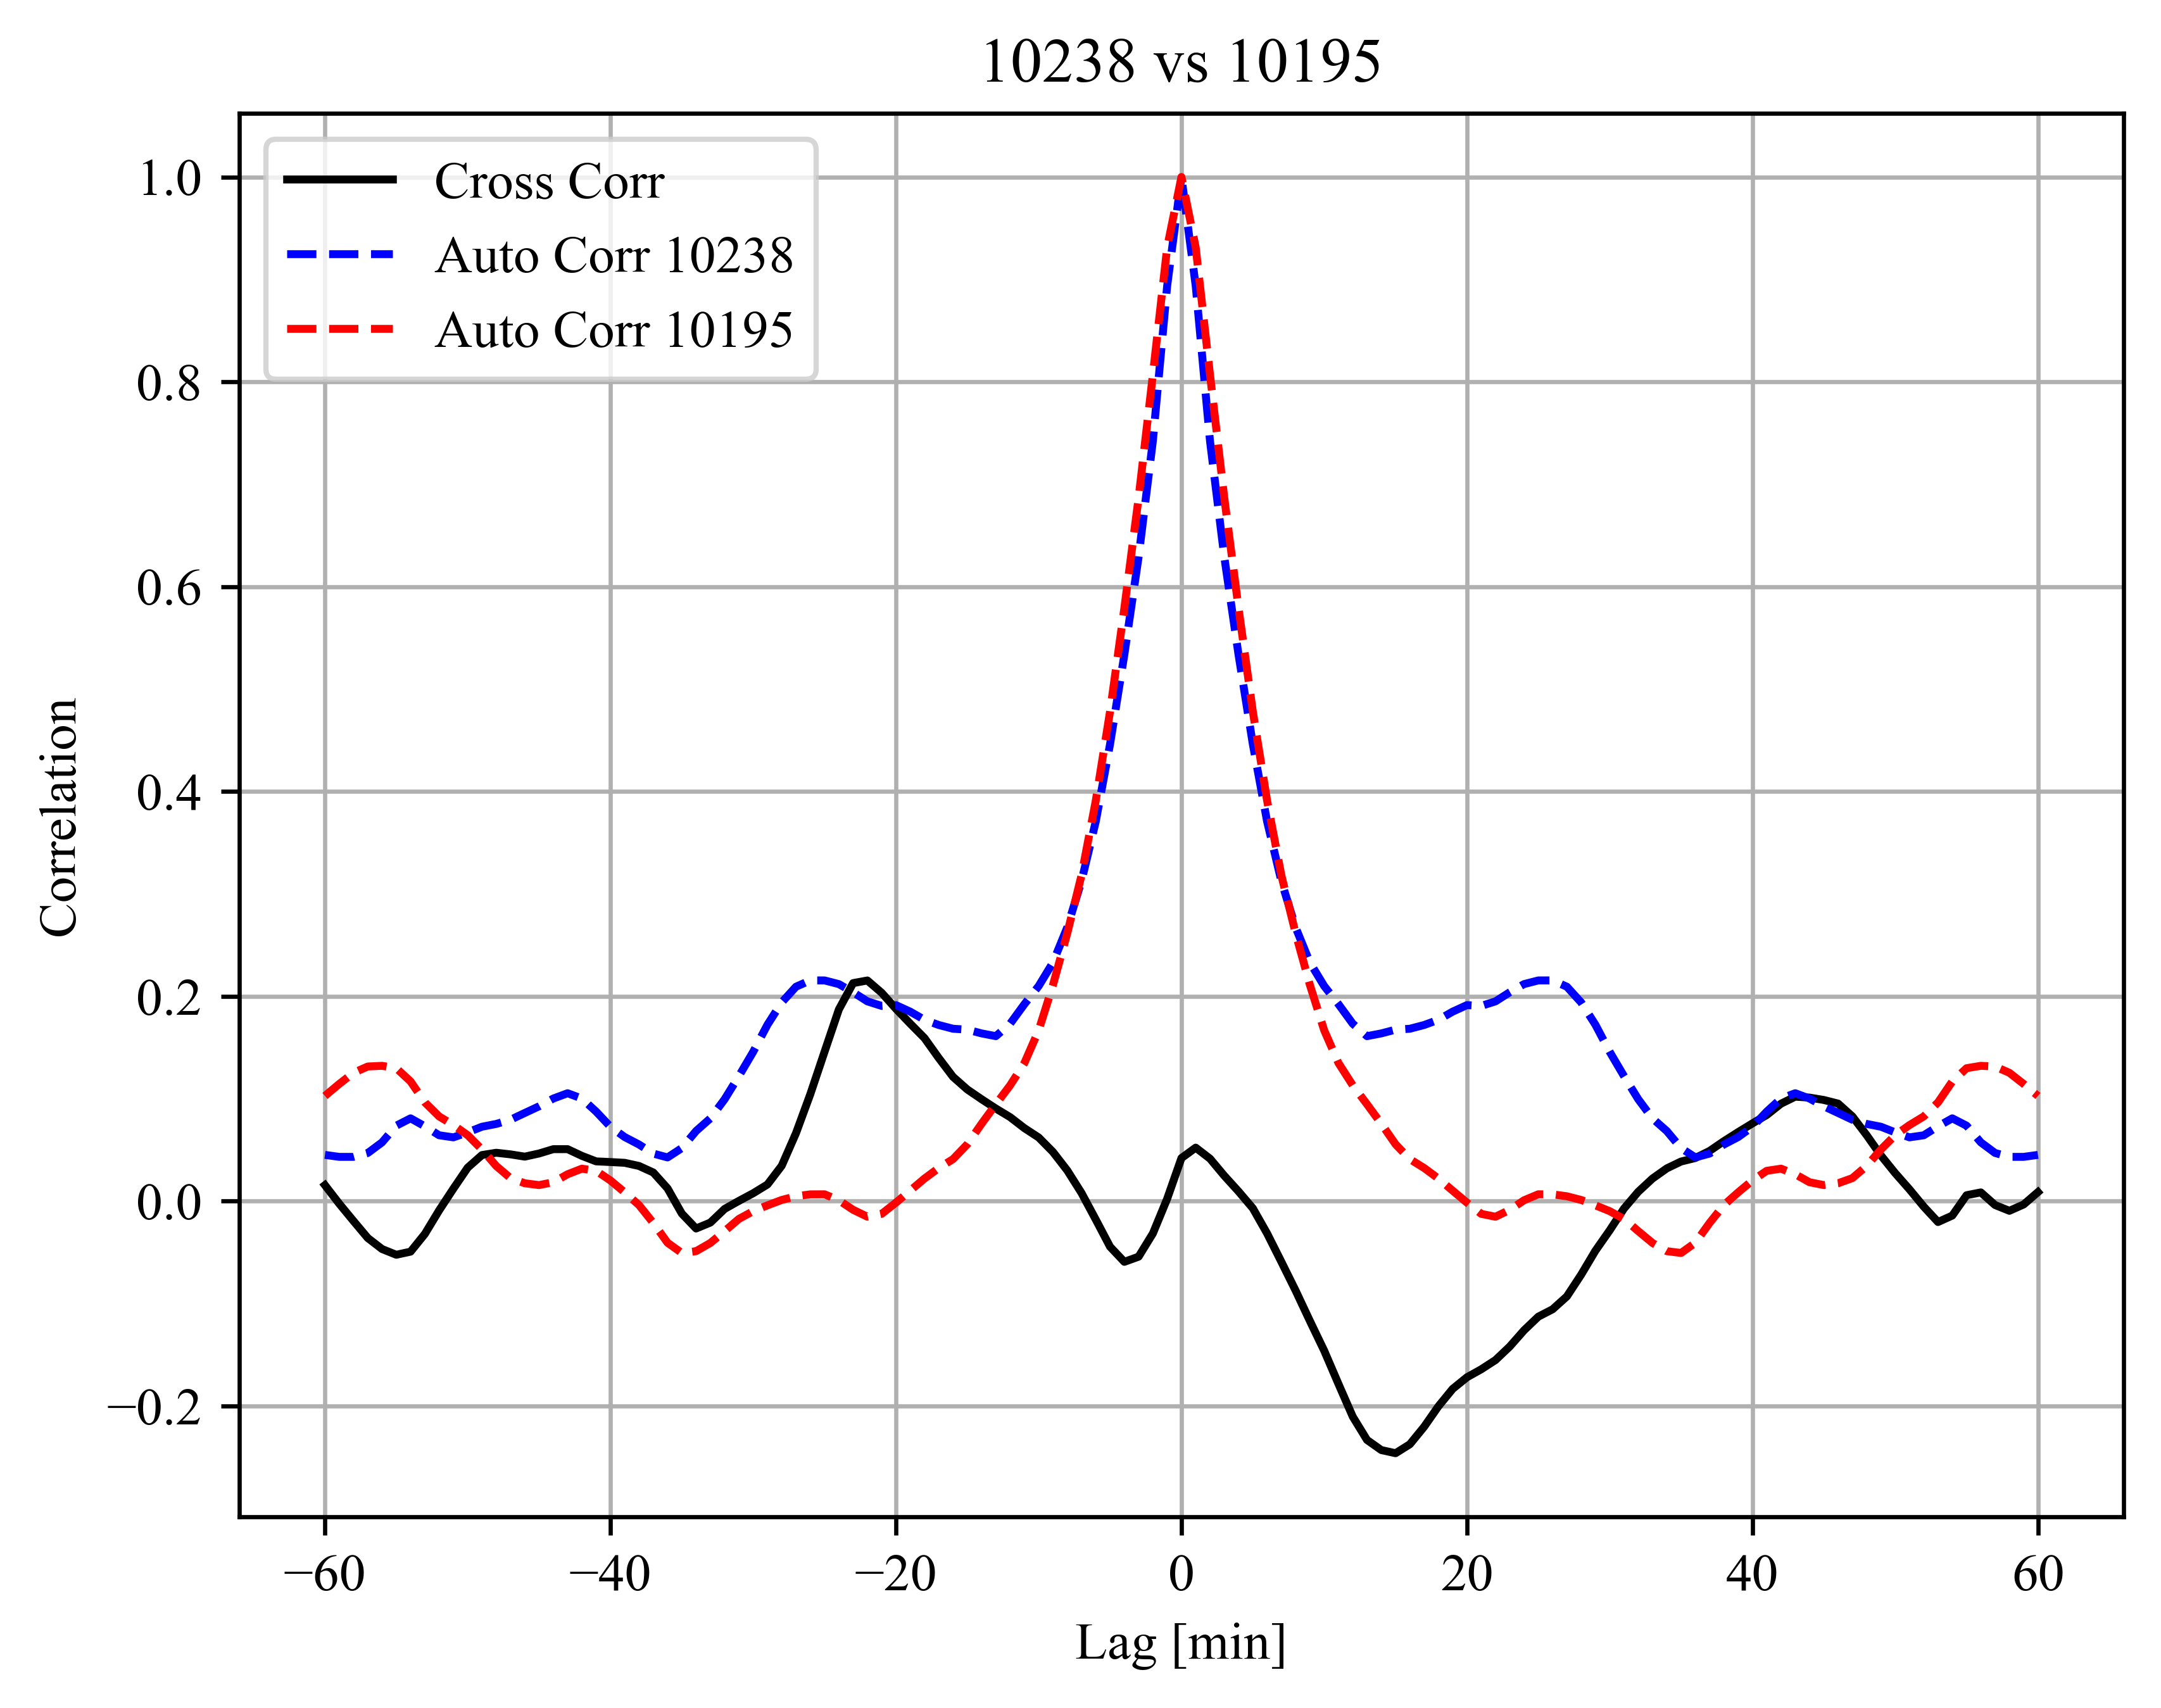 10238 vs 10195
Cross Corr
Auto Corr 10238
Auto Corr 10195
1.0
0.8
0.6
0.4
0.2
0.0
−0.2
Correlation
−60
−40
−20
0
20
40
60
Lag [min]